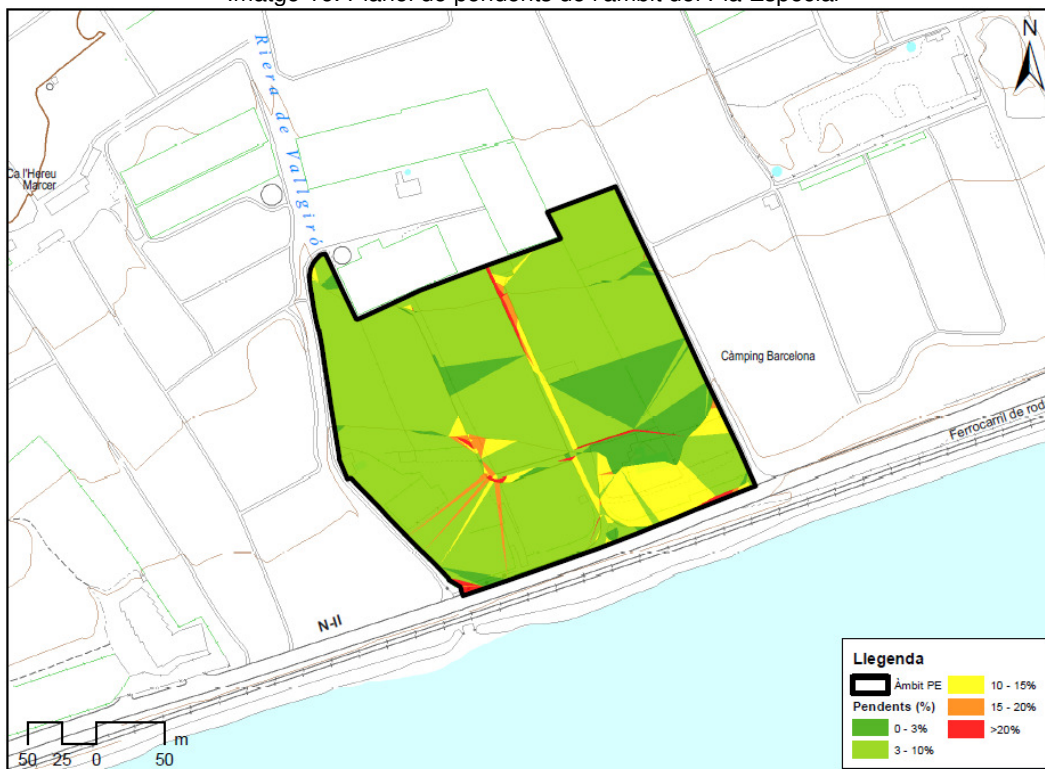 Riera de Vallgiró
N
Ca l'Hereu
Marcer
Càmping Barcelona
Ferrocarril de rod
N-II
Llegenda
Àmbit PE
Pendents (%)
0 - 3%
3 - 10%
10 - 15%
15 - 20%
>20%
50 25 0 50 m